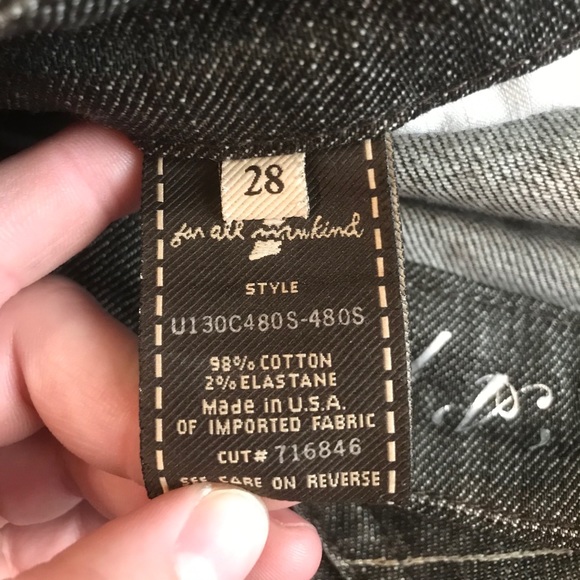 28
for all mankind
STYLE
U130C480S-480S
98% COTTON
2% ELASTANE
Made in U.S.A.
OF IMPORTED FABRIC
CUT# 716846
SEE CARE ON REVERSE